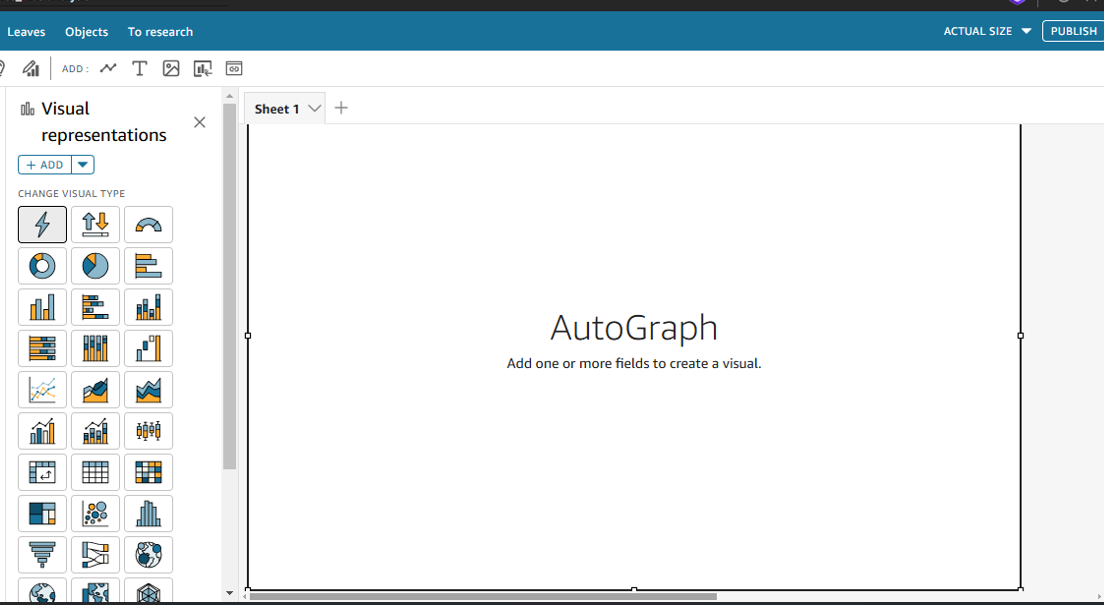 Leaves Objects To research ACTUAL SIZE PUBLISH
ADD :
Visual
representations
+ ADD
CHANGE VISUAL TYPE
Sheet 1
AutoGraph
Add one or more fields to create a visual.